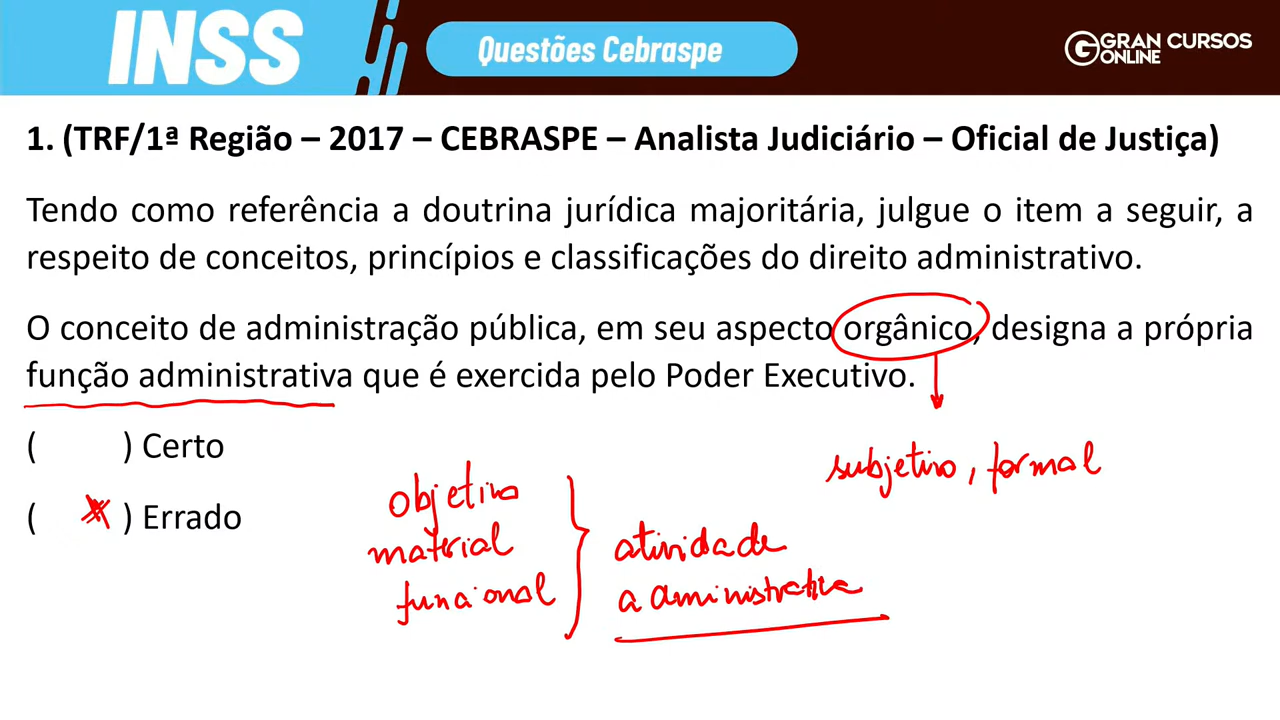 INSS
Questões Cebraspe
GRAN CURSOS
ONLINE
1. (TRF/1ª Região – 2017 – CEBRASPE – Analista Judiciário – Oficial de Justiça)
Tendo como referência a doutrina jurídica majoritária, julgue o item a seguir, a
respeito de conceitos, princípios e classificações do direito administrativo.
O conceito de administração pública, em seu aspecto orgânico, designa a própria
função administrativa que é exercida pelo Poder Executivo.
( ) Certo
subjetivo, formal
( X ) Errado
objetivo
material
funcional
atividade
administrativa